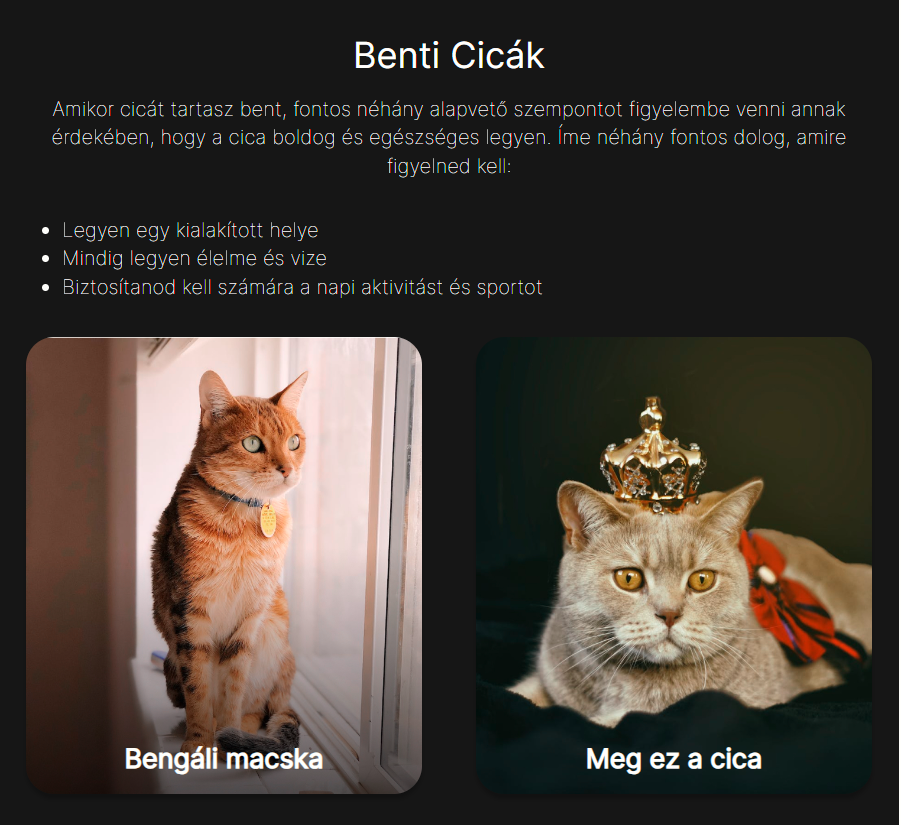 Benti Cicák
Amikor cicát tartasz bent, fontos néhány alapvető szempontot figyelembe venni annak
érdekében, hogy a cica boldog és egészséges legyen. Íme néhány fontos dolog, amire
figyelned kell:
Legyen egy kialakított helye
Mindig legyen élelme és vize
Biztosítanod kell számára a napi aktivitást és sportot
Bengáli macska
Meg ez a cica